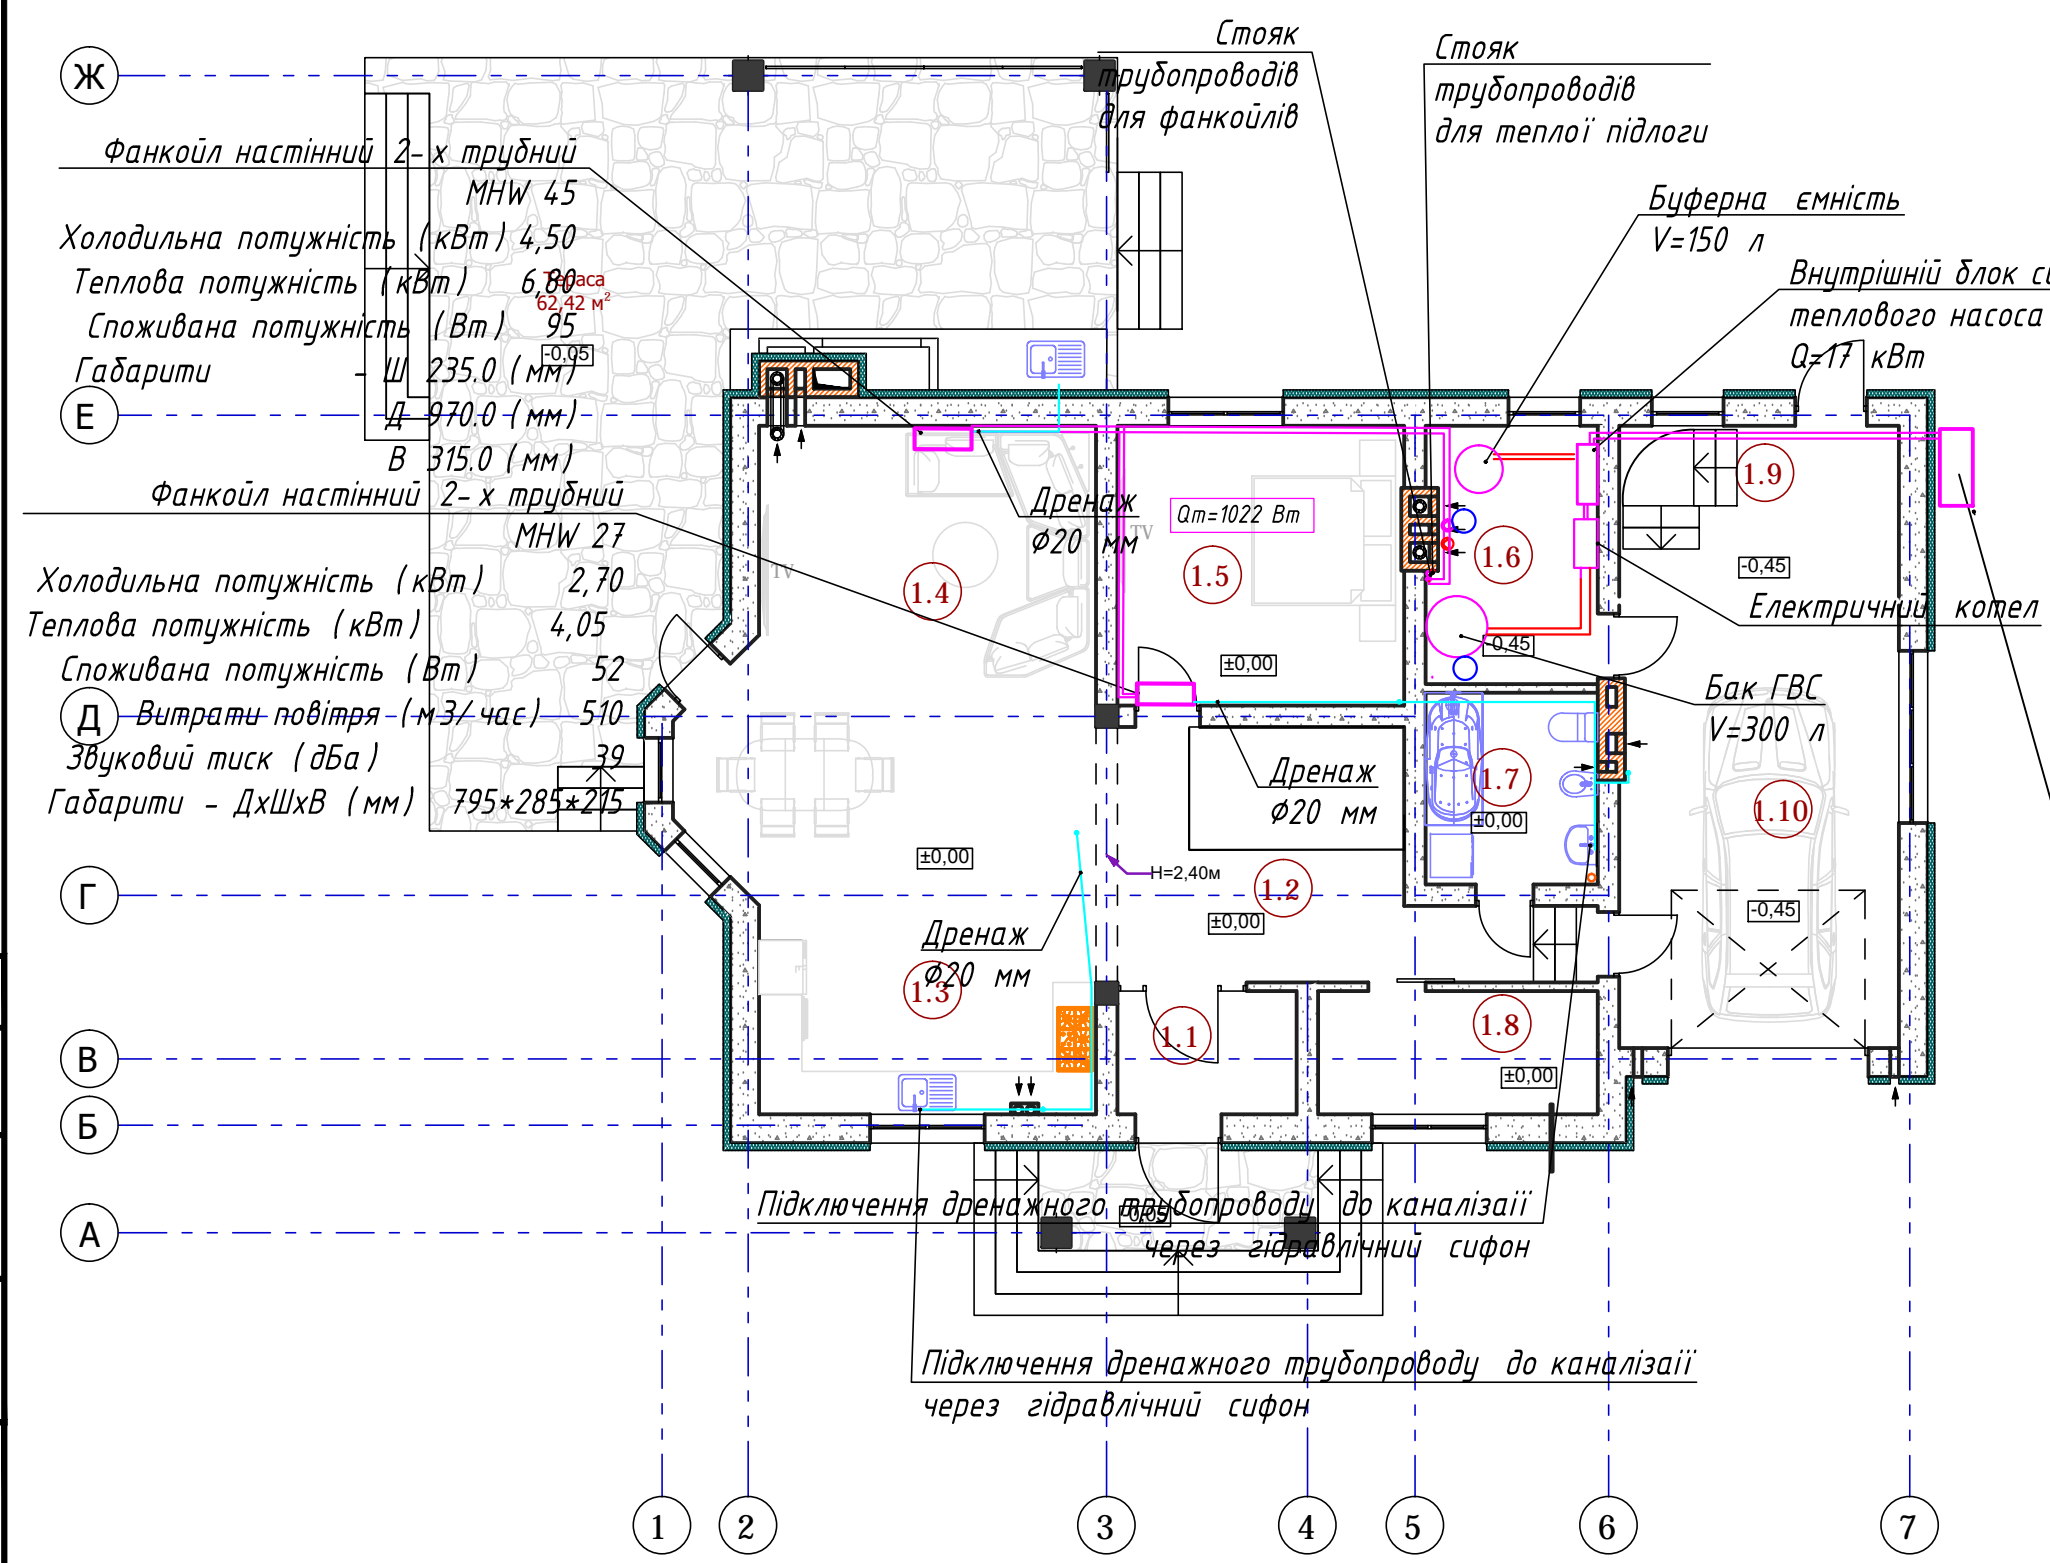 Ж
Стояк
трубопроводів
для фанкойлів
Стояк
трубопроводів
для теплої підлоги
Фанкойл настінний 2-х трубний
MHW 45
Холодильна потужність (кВт) 4,50
Теплова потужність (кВт) 6,80
Споживана потужність (Вт) 95
Габарити - Ш 235.0 (мм)
Д 970.0 (мм)
В 315.0 (мм)
Тераса
62,42 м²
-0,05
Буферна ємність
V=150 л
Внутрішній блок
теплового насоса
Q=17 кВт
Е
Фанкойл настінний 2-х трубний
MHW 27
Холодильна потужність (кВт) 2,70
Теплова потужність (кВт) 4,05
Споживана потужність (Вт) 52
Витрати повітря (м3/час) 510
Звуковий тиск (дБа) 39
Габарити - ДхШхВ (мм) 795*285*215
Д
Дренаж
ϕ20 мм
TV
TV
Qт=1022 Вт
1.4
1.5
1.6
1.9
-0,45
±0,00
-0,45
Електричний котел
Бак ГВС
V=300 л
Дренаж
ϕ20 мм
1.7
±0,00
1.10
-0,45
±0,00
H=2,40м
1.2
±0,00
Г
Дренаж
ϕ20 мм
1.3
1.1
1.8
±0,00
В
Б
А
Підключення дренажного трубопроводу до каналізаії
через гідравлічний сифон
-0,05
Підключення дренажного трубопроводу до каналізаії
через гідравлічний сифон
1
2
3
4
5
6
7